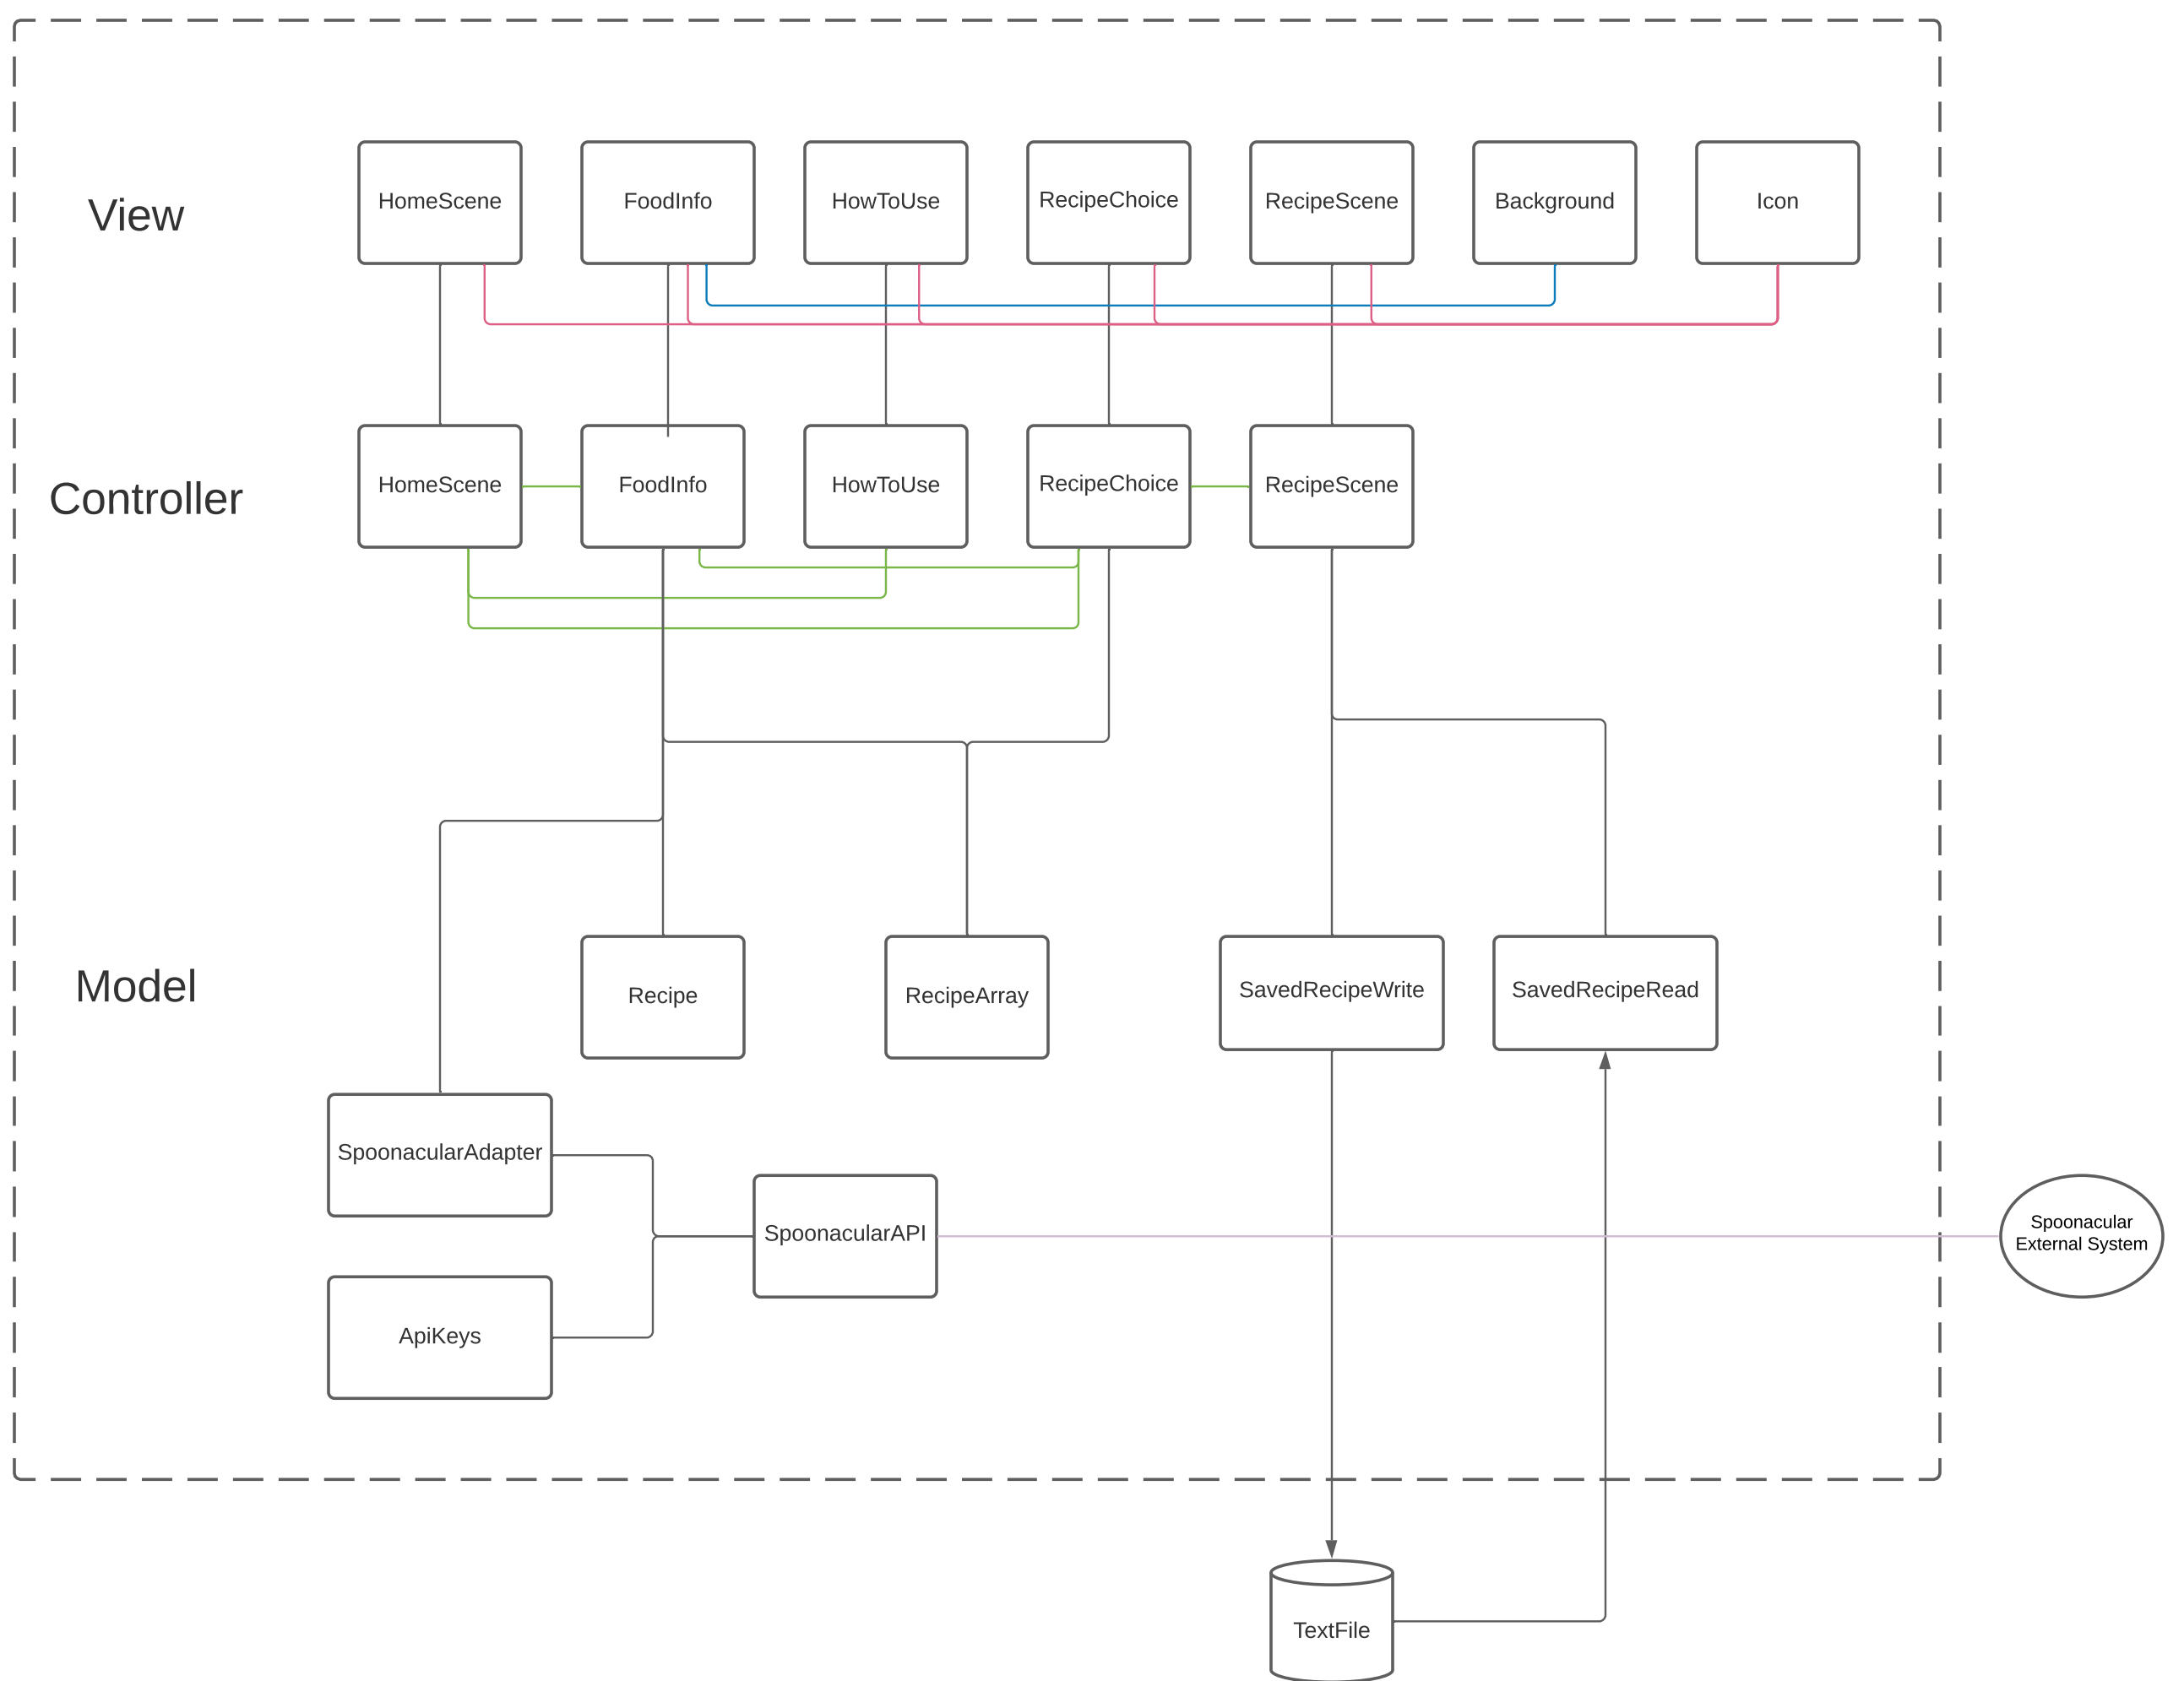 View
HomeScene
FoodInfo
HowToUse
RecipeChoice
RecipeScene
Background
Icon
Controller
HomeScene
FoodInfo
HowToUse
RecipeChoice
RecipeScene
Model
Recipe
RecipeArray
SavedRecipeWrite
SavedRecipeRead
SpoonacularAdapter
SpoonacularAPI
Spoonacular
External System
ApiKeys
TextFile